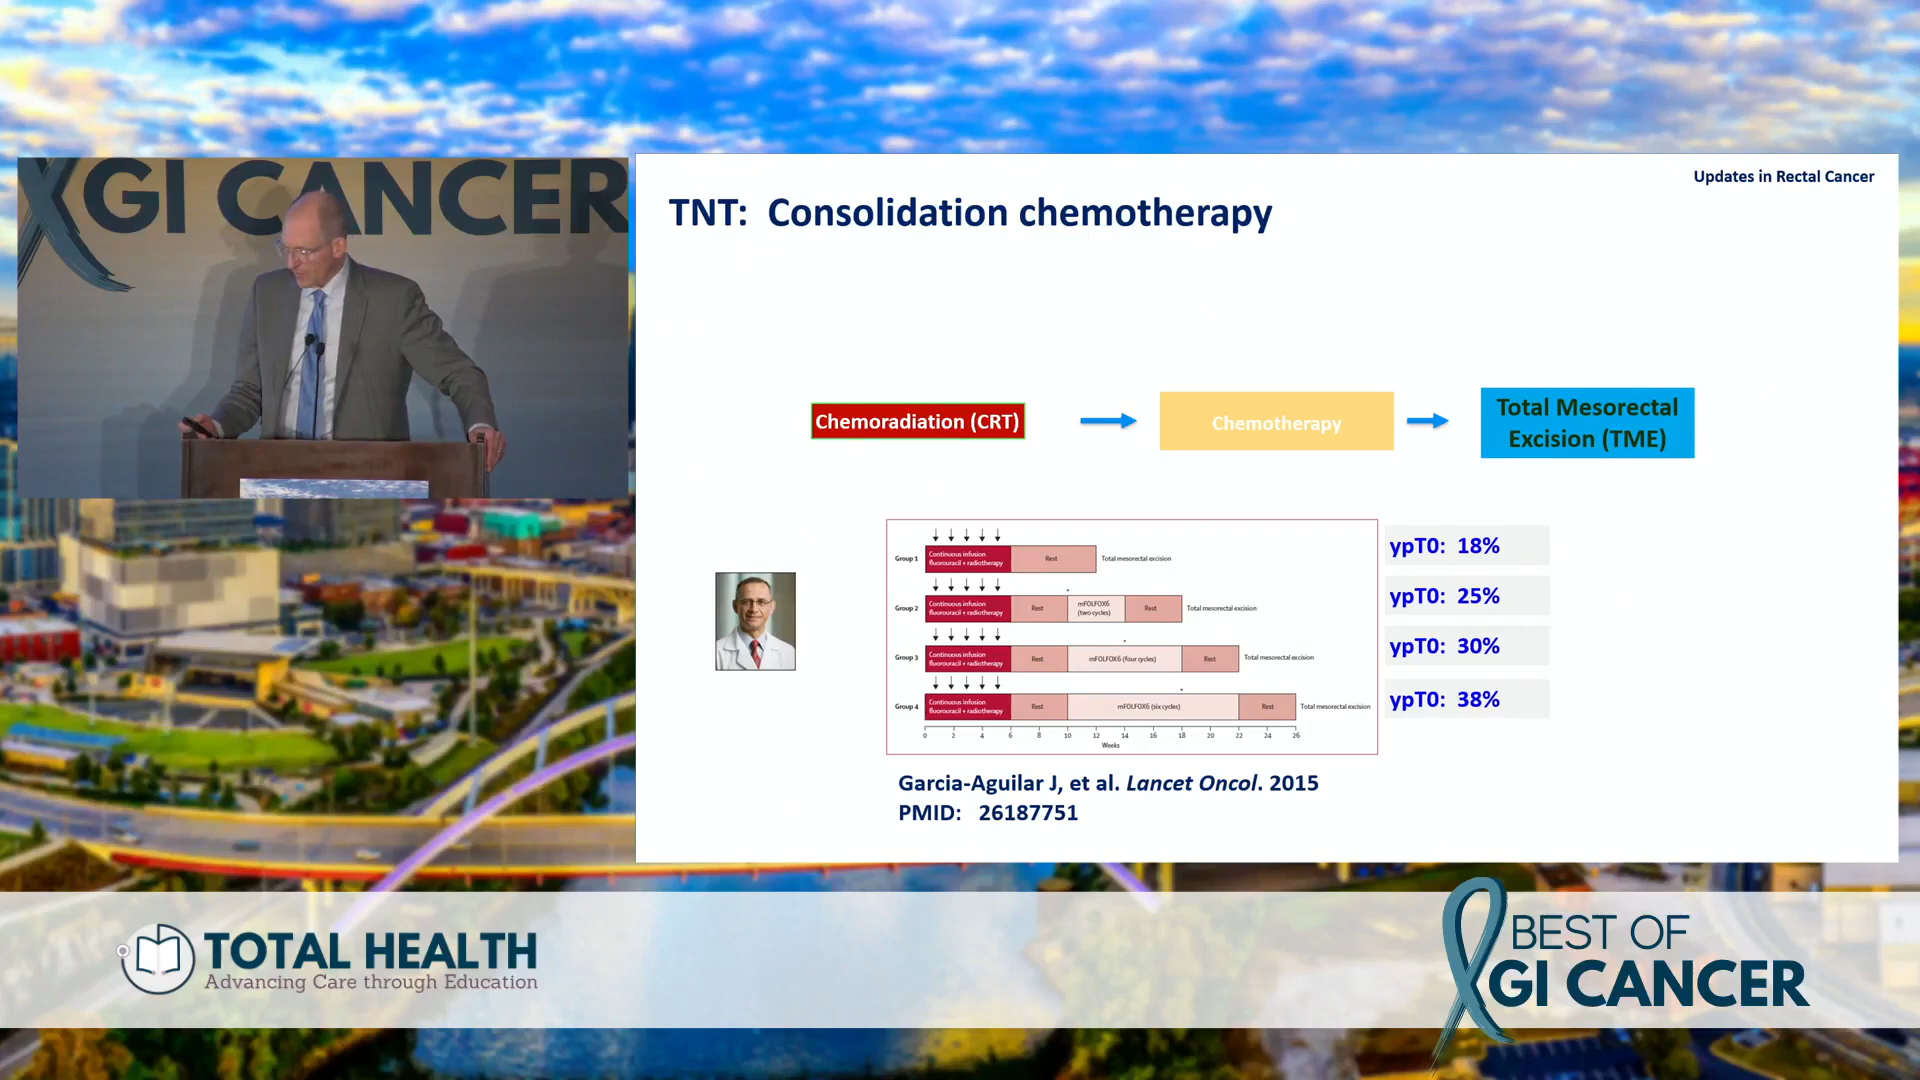 GI CANCER
Updates in Rectal Cancer
TNT: Consolidation chemotherapy
Chemoradiation (CRT)
Chemotherapy
Total Mesorectal
Excision (TME)
Group 1
Continuous infusion
fluorouracil + radiotherapy
Rest
Total mesorectal excision
ypT0: 18%
Group 2
Continuous infusion
fluorouracil + radiotherapy
Rest
mFOLFOX6
(two cycles)
Rest
Total mesorectal excision
ypT0: 25%
Group 3
Continuous infusion
fluorouracil + radiotherapy
Rest
mFOLFOX6 (four cycles)
Rest
Total mesorectal excision
ypT0: 30%
Group 4
Continuous infusion
fluorouracil + radiotherapy
Rest
mFOLFOX6 (six cycles)
Rest
Total mesorectal excision
ypT0: 38%
0 2 4 6 8 10 12 14 16 18 20 22 24 26
Weeks
Garcia-Aguilar J, et al. Lancet Oncol. 2015
PMID: 26187751
TOTAL HEALTH
Advancing Care through Education
BEST OF
GI CANCER